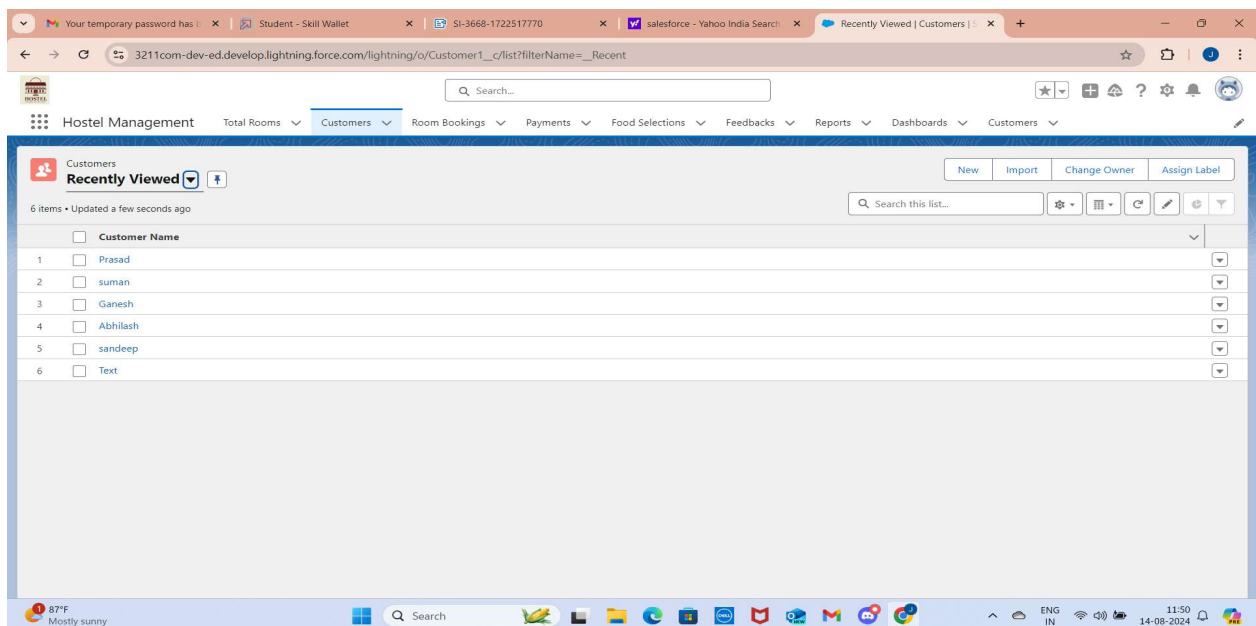 Your temporary password has b
Student - Skill Wallet
SI-3668-1722517770
salesforce - Yahoo India Search
Recently Viewed | Customers | S
3211com-dev-ed.develop.lightning.force.com/lightning/o/Customer1__c/list?filterName=__Recent
J
HOSTEL
Search...
Hostel Management Total Rooms Customers Room Bookings Payments Food Selections Feedbacks Reports Dashboards Customers
Customers
Recently Viewed
New Import Change Owner Assign Label
6 items • Updated a few seconds ago
Search this list...
Customer Name
1 Prasad
2 suman
3 Ganesh
4 Abhilash
5 sandeep
6 Text
1
87°F
Mostly sunny
Search
DELL
NEW
J
ENG
IN
11:50
14-08-2024
PRE